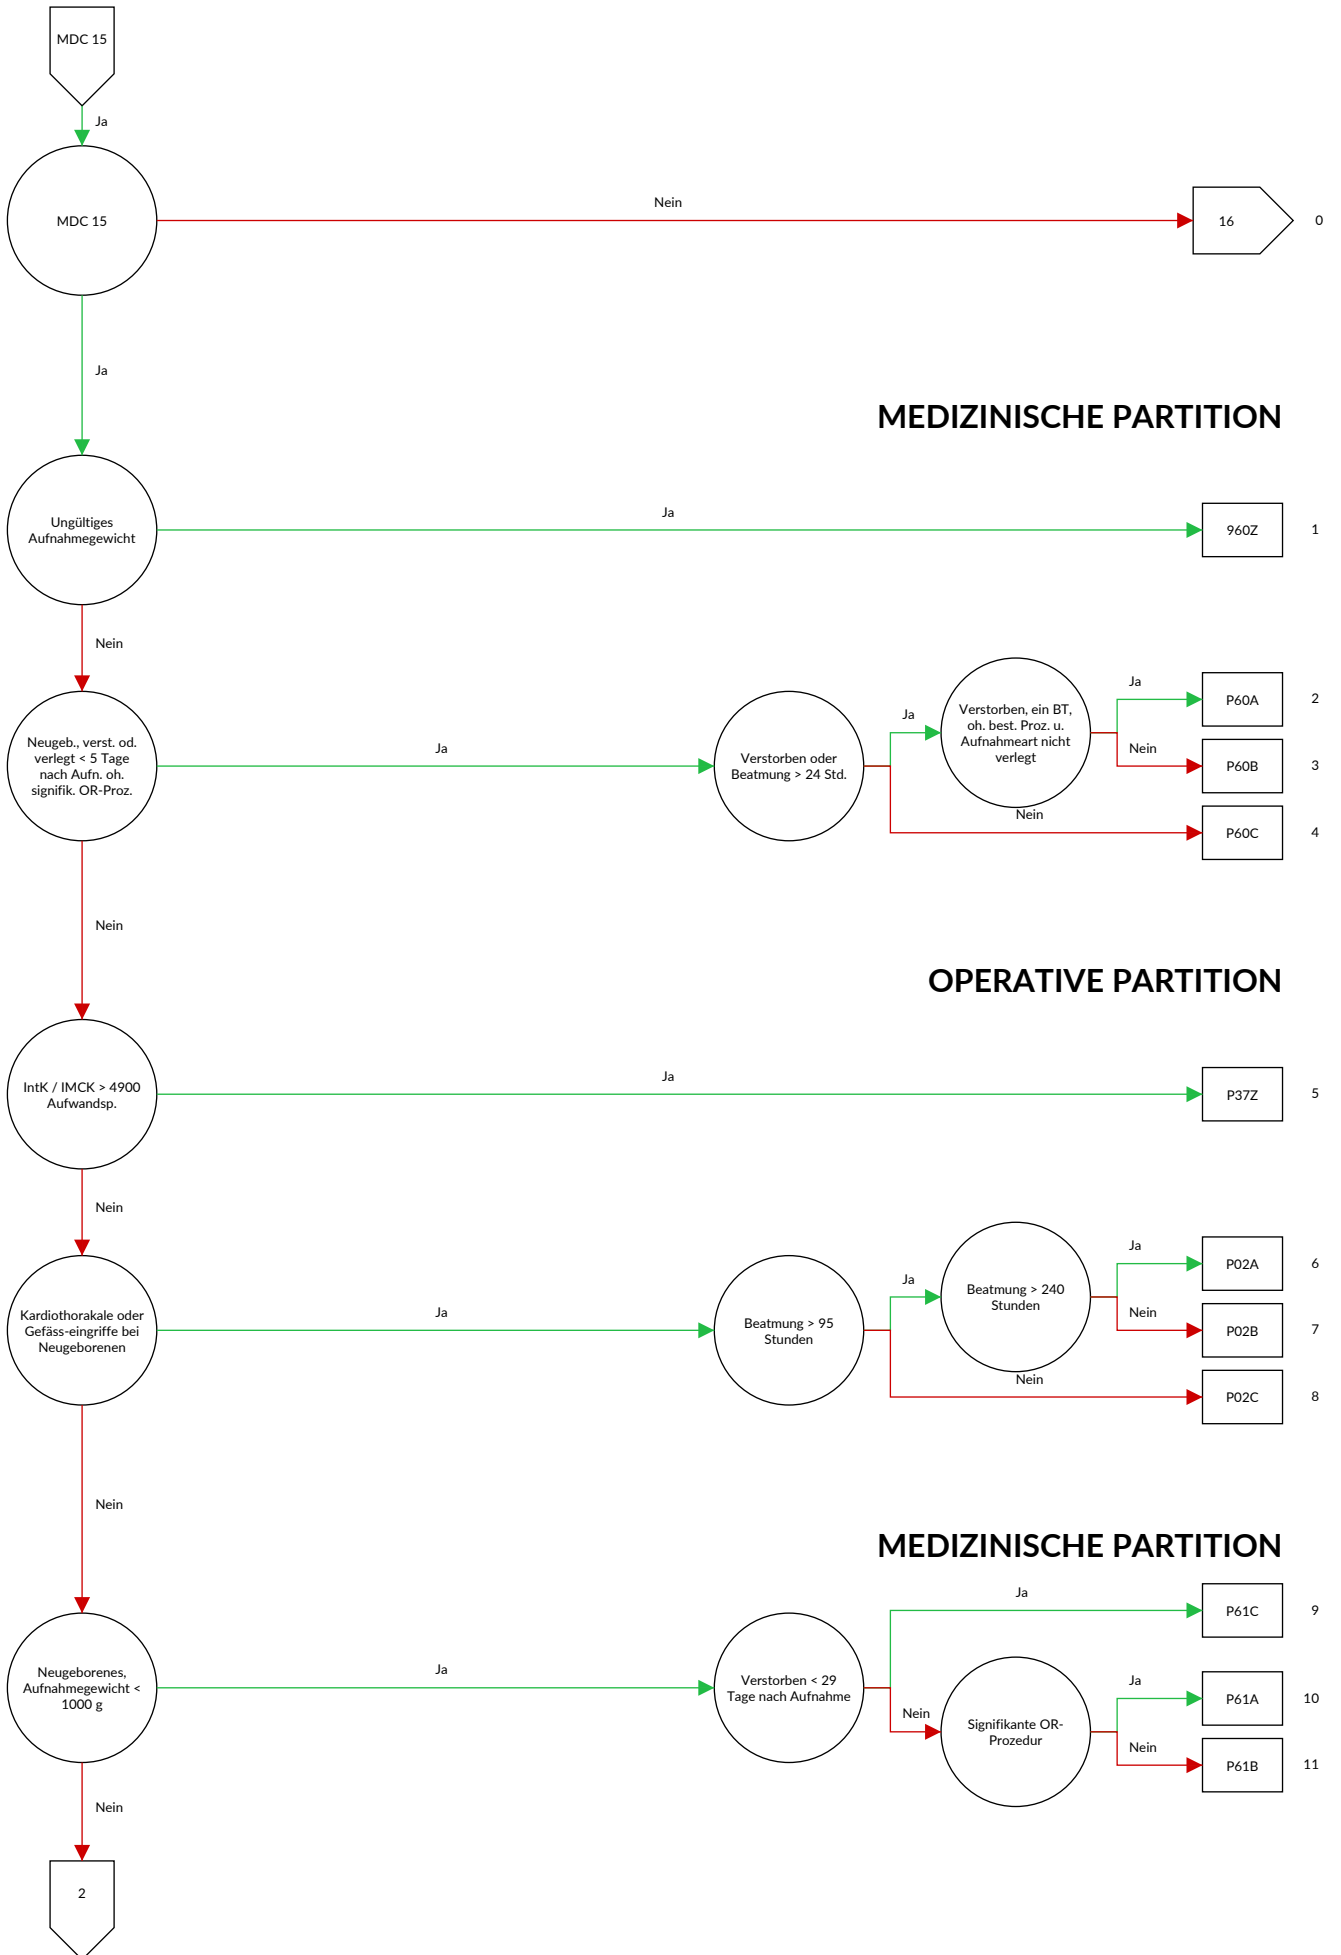 MDC 15
Ja
MDC 15
Nein
16
0
Ja
MEDIZINISCHE PARTITION
Ungültiges
Aufnahmegewicht
Ja
960Z
1
Nein
Neugeb., verst. od.
verlegt < 5 Tage
nach Aufn. oh.
signifik. OR-Proz.
Ja
Verstorben oder
Beatmung > 24 Std.
Ja
Verstorben, ein BT,
oh. best. Proz. u.
Aufnahmeart nicht
verlegt
Ja
P60A
2
Nein
P60B
3
Nein
P60C
4
Nein
OPERATIVE PARTITION
IntK / IMCK > 4900
Aufwandsp.
Ja
P37Z
5
Nein
Kardiothorakale oder
Gefäss-eingriffe bei
Neugeborenen
Ja
Beatmung > 95
Stunden
Ja
Beatmung > 240
Stunden
Ja
P02A
6
Nein
P02B
7
Nein
P02C
8
Nein
MEDIZINISCHE PARTITION
Neugeborenes,
Aufnahmegewicht <
1000 g
Ja
Verstorben < 29
Tage nach Aufnahme
Ja
P61C
9
Nein
Signifikante OR-
Prozedur
Ja
P61A
10
Nein
P61B
11
Nein
2